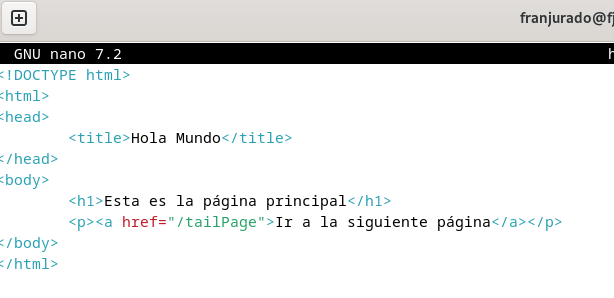 franjurado@fj
GNU nano 7.2
<!DOCTYPE html>
<html>
<head>
<title>Hola Mundo</title>
</head>
<body>
<h1>Esta es la página principal</h1>
<p><a href="/tailPage">Ir a la siguiente página</a></p>
</body>
</html>